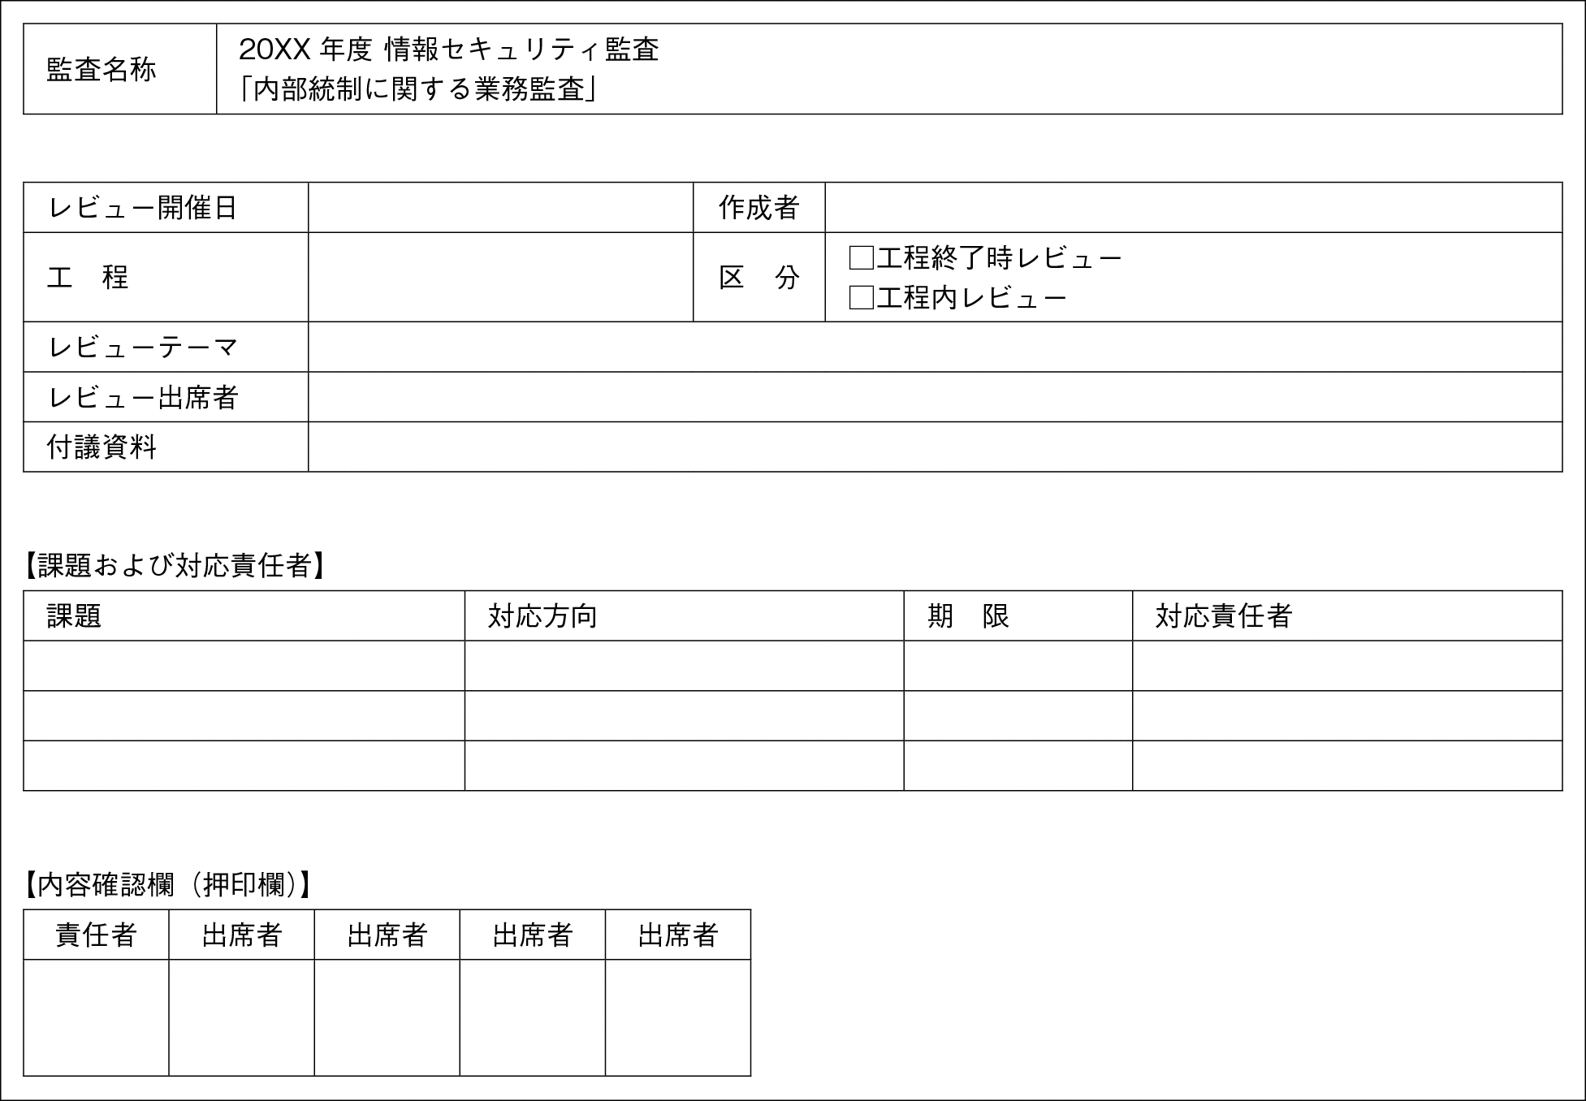 監査名称
20XX 年度 情報セキュリティ監査
「内部統制に関する業務監査」
レビュー開催日
作成者
工　程
区　分
□工程終了時レビュー
□工程内レビュー
レビューテーマ
レビュー出席者
付議資料
【課題および対応責任者】
課題 対応方向 期　限 対応責任者
【内容確認欄（押印欄）】
責任者 出席者 出席者 出席者 出席者